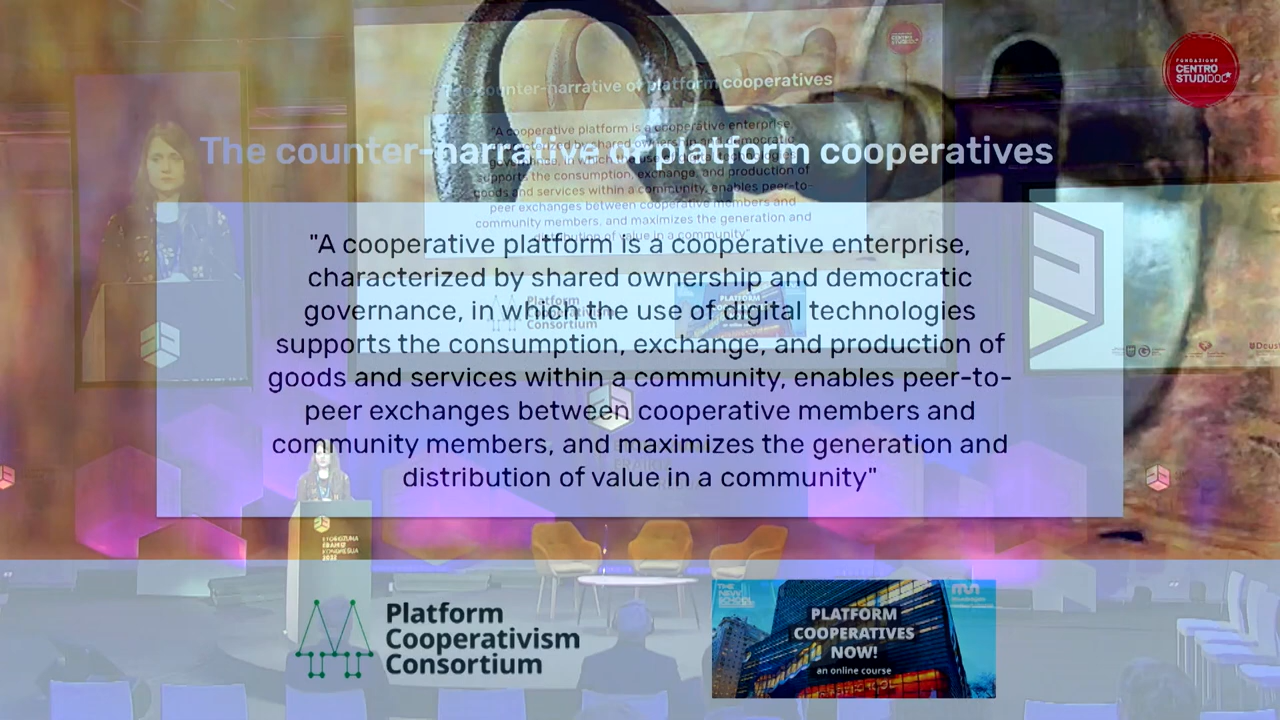 FONDAZIONE
CENTRO
STUDIDOC
The counter-narrative of platform cooperatives
"A cooperative platform is a cooperative enterprise,
characterized by shared ownership and democratic
governance, in which the use of digital technologies
supports the consumption, exchange, and production of
goods and services within a community, enables peer-to-
peer exchanges between cooperative members and
community members, and maximizes the generation and
distribution of value in a community"
Platform
Cooperativism
Consortium
THE
NEW
SCHOOL
PLATFORM
COOPERATIVES
NOW!
an online course